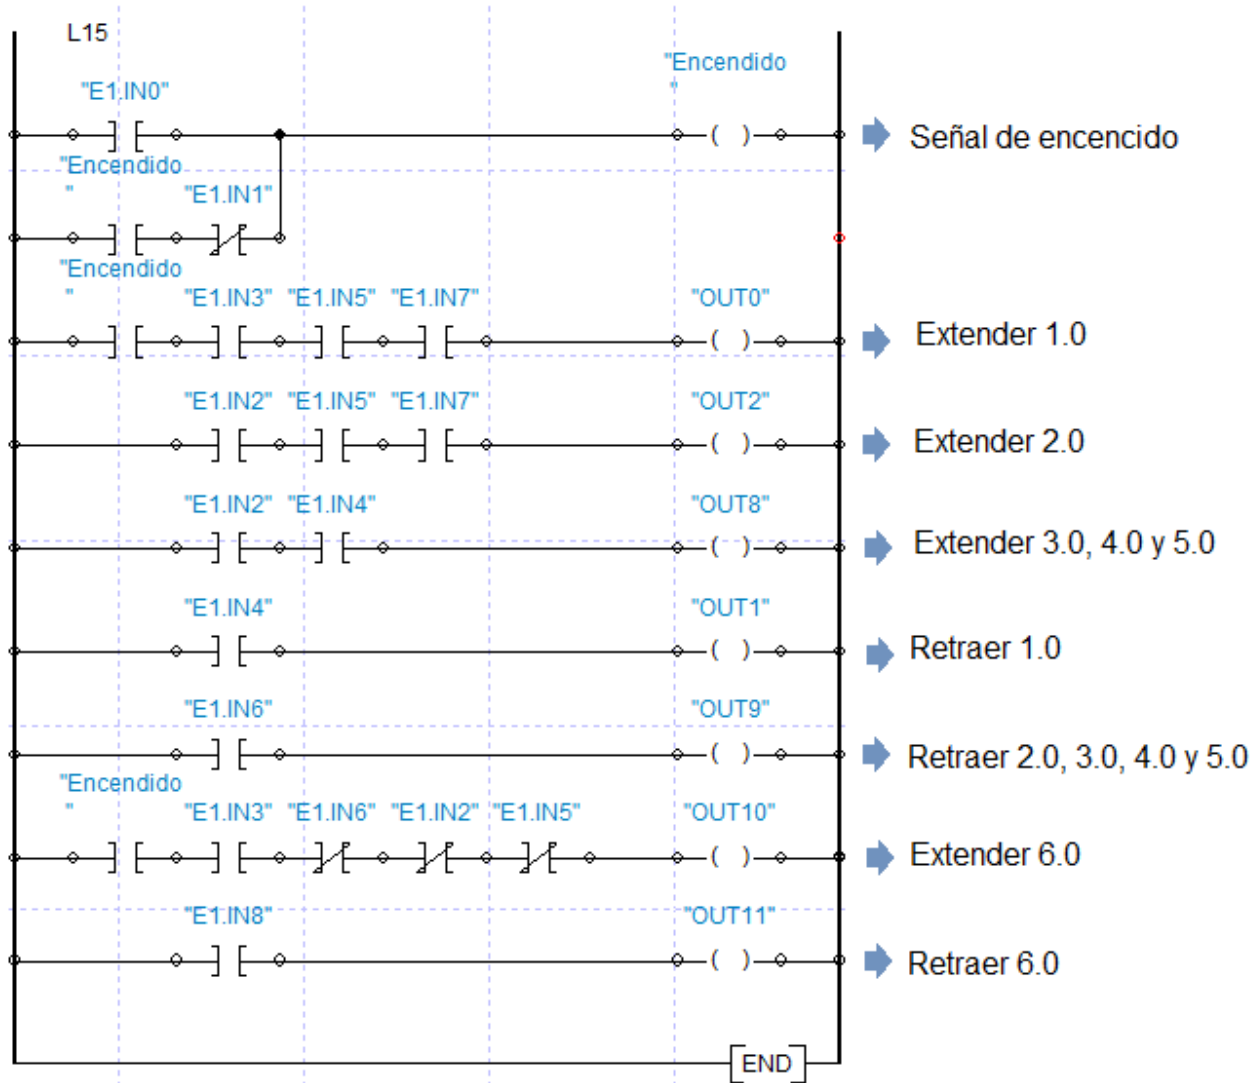 L15
"Encendido
"
"E1.IN0"
Señal de encencido
"Encendido
"
"E1.IN1"
"Encendido
"
"E1.IN3" "E1.IN5" "E1.IN7" "OUT0"
Extender 1.0
"E1.IN2" "E1.IN5" "E1.IN7" "OUT2"
Extender 2.0
"E1.IN2" "E1.IN4" "OUT8"
Extender 3.0, 4.0 y 5.0
"E1.IN4" "OUT1"
Retraer 1.0
"E1.IN6" "OUT9"
Retraer 2.0, 3.0, 4.0 y 5.0
"Encendido
"
"E1.IN3" "E1.IN6" "E1.IN2" "E1.IN5" "OUT10"
Extender 6.0
"E1.IN8" "OUT11"
Retraer 6.0
END